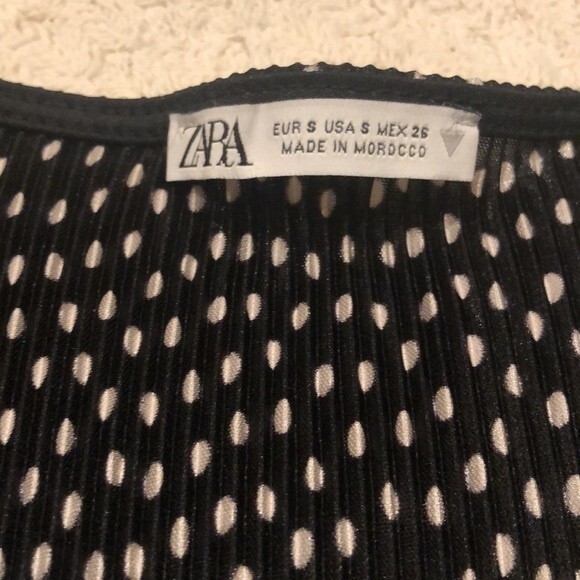 ZARA
EUR S USA S MEX 26
MADE IN MOROCCO